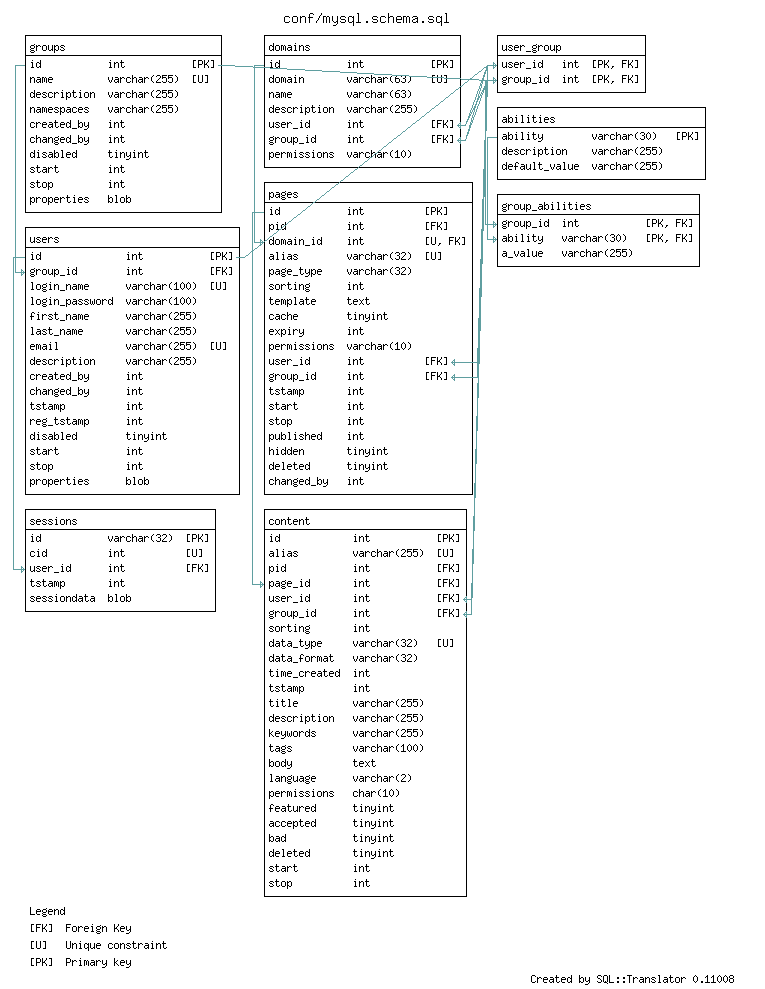 conf/mysql.schema.sql
groups
id int [PK]
name varchar(255) [U]
description varchar(255)
namespaces varchar(255)
created_by int
changed_by int
disabled tinyint
start int
stop int
properties blob
users
id int [PK]
group_id int [FK]
login_name varchar(100) [U]
login_password varchar(100)
first_name varchar(255)
last_name varchar(255)
email varchar(255) [U]
description varchar(255)
created_by int
changed_by int
tstamp int
reg_tstamp int
disabled tinyint
start int
stop int
properties blob
sessions
id varchar(32) [PK]
cid int [U]
user_id int [FK]
tstamp int
sessiondata blob
domains
id int [PK]
domain varchar(63) [U]
name varchar(63)
description varchar(255)
user_id int [FK]
group_id int [FK]
permissions varchar(10)
pages
id int [PK]
pid int [FK]
domain_id int [U, FK]
alias varchar(32) [U]
page_type varchar(32)
sorting int
template text
cache tinyint
expiry int
permissions varchar(10)
user_id int [FK]
group_id int [FK]
tstamp int
start int
stop int
published int
hidden tinyint
deleted tinyint
changed_by int
content
id int [PK]
alias varchar(255) [U]
pid int [FK]
page_id int [FK]
user_id int [FK]
group_id int [FK]
sorting int
data_type varchar(32) [U]
data_format varchar(32)
time_created int
tstamp int
title varchar(255)
description varchar(255)
keywords varchar(255)
tags varchar(100)
body text
language varchar(2)
permissions char(10)
featured tinyint
accepted tinyint
bad tinyint
deleted tinyint
start int
stop int
user_group
user_id int [PK, FK]
group_id int [PK, FK]
abilities
ability varchar(30) [PK]
description varchar(255)
default_value varchar(255)
group_abilities
group_id int [PK, FK]
ability varchar(30) [PK, FK]
a_value varchar(255)
Legend
[FK] Foreign Key
[U] Unique constraint
[PK] Primary key
Created by SQL::Translator 0.11008